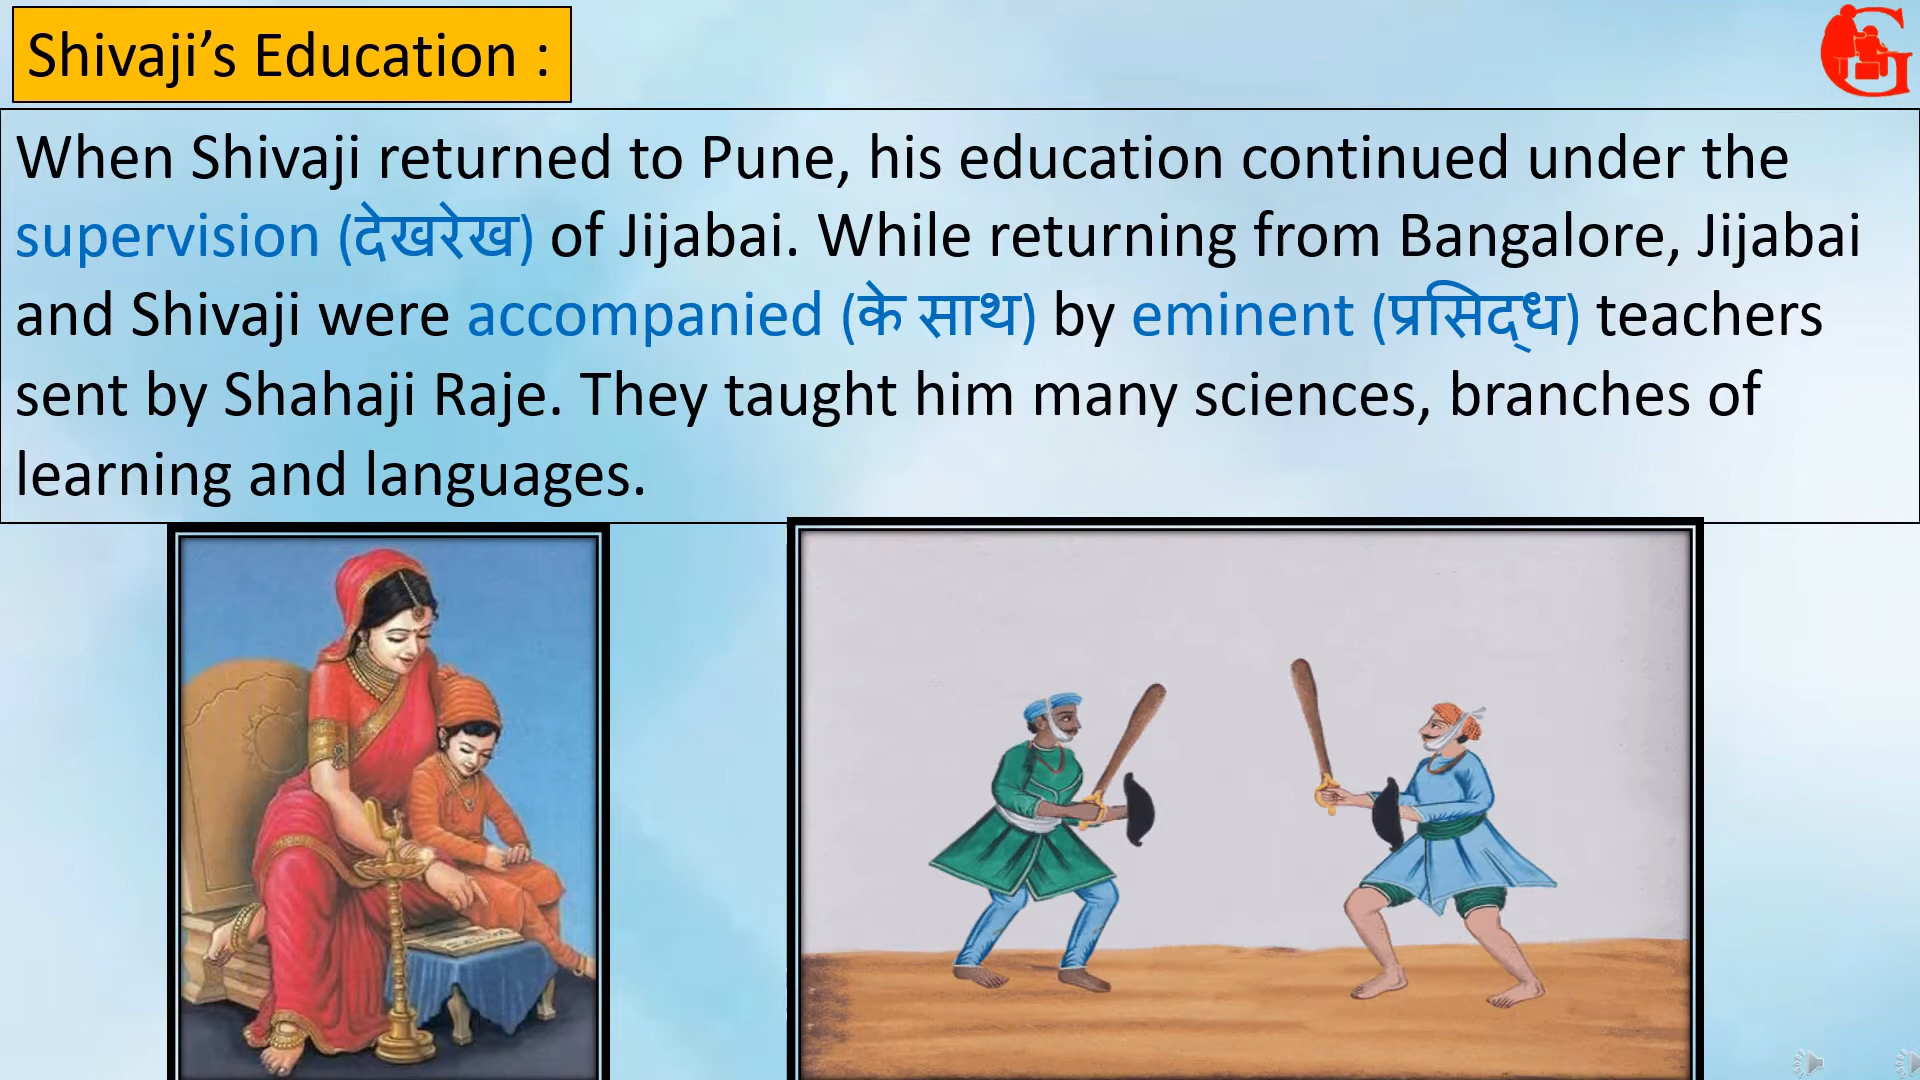 Shivaji’s Education :
When Shivaji returned to Pune, his education continued under the
supervision (देखरेख) of Jijabai. While returning from Bangalore, Jijabai
and Shivaji were accompanied (के साथ) by eminent (प्रसिद्ध) teachers
sent by Shahaji Raje. They taught him many sciences, branches of
learning and languages.